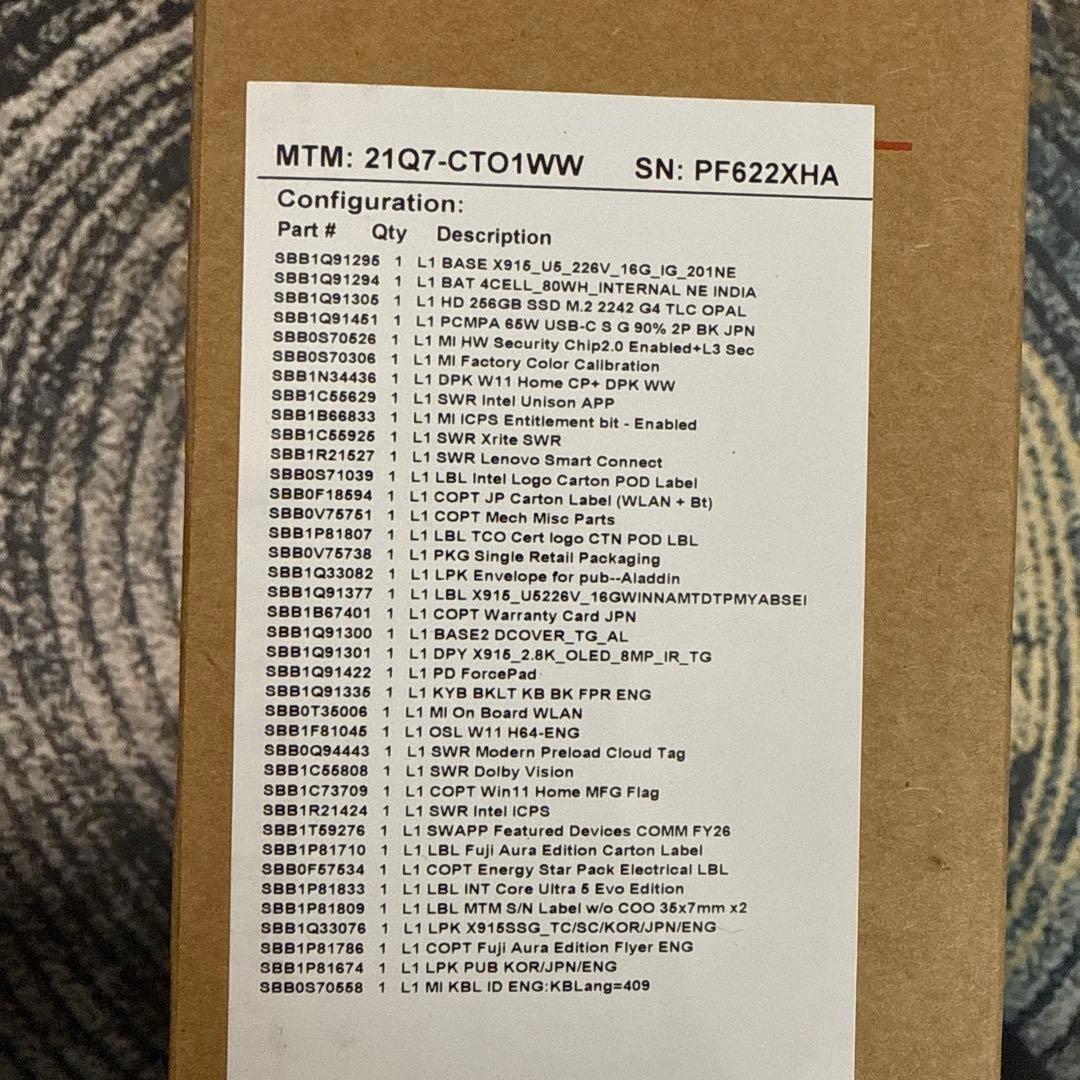 MTM: 21Q7-CTO1WW SN: PF622XHA
Configuration:
Part # Qty Description
SBB1Q91295 1 L1 BASE X915_U5_226V_16G_IG_201NE
SBB1Q91294 1 L1 BAT 4CELL_80WH_INTERNAL NE INDIA
SBB1Q91305 1 L1 HD 256GB SSD M.2 2242 G4 TLC OPAL
SBB1Q91451 1 L1 PCMPA 65W USB-C S G 90% 2P BK JPN
SBB0S70526 1 L1 MI HW Security Chip2.0 Enabled+L3 Sec
SBB0S70306 1 L1 MI Factory Color Calibration
SBB1N34436 1 L1 DPK W11 Home CP+ DPK WW
SBB1C55629 1 L1 SWR Intel Unison APP
SBB1B66833 1 L1 MI ICPS Entitlement bit - Enabled
SBB1C55925 1 L1 SWR Xrite SWR
SBB1R21527 1 L1 SWR Lenovo Smart Connect
SBB0S71039 1 L1 LBL Intel Logo Carton POD Label
SBB0F18594 1 L1 COPT JP Carton Label (WLAN + Bt)
SBB0V75751 1 L1 COPT Mech Misc Parts
SBB1P81807 1 L1 LBL TCO Cert logo CTN POD LBL
SBB0V75738 1 L1 PKG Single Retail Packaging
SBB1Q33082 1 L1 LPK Envelope for pub--Aladdin
SBB1Q91377 1 L1 LBL X915_U5226V_16GWINNAMTDTPMYABSEI
SBB1B67401 1 L1 COPT Warranty Card JPN
SBB1Q91300 1 L1 BASE2 DCOVER_TG_AL
SBB1Q91301 1 L1 DPY X915_2.8K_OLED_8MP_IR_TG
SBB1Q91422 1 L1 PD ForcePad
SBB1Q91335 1 L1 KYB BKLT KB BK FPR ENG
SBB0T35006 1 L1 MI On Board WLAN
SBB1F81045 1 L1 OSL W11 H64-ENG
SBB0Q94443 1 L1 SWR Modern Preload Cloud Tag
SBB1C55808 1 L1 SWR Dolby Vision
SBB1C73709 1 L1 COPT Win11 Home MFG Flag
SBB1R21424 1 L1 SWR Intel ICPS
SBB1T59276 1 L1 SWAPP Featured Devices COMM FY26
SBB1P81710 1 L1 LBL Fuji Aura Edition Carton Label
SBB0F57534 1 L1 COPT Energy Star Pack Electrical LBL
SBB1P81833 1 L1 LBL INT Core Ultra 5 Evo Edition
SBB1P81809 1 L1 LBL MTM S/N Label w/o COO 35x7mm x2
SBB1Q33076 1 L1 LPK X915SSG_TC/SC/KOR/JPN/ENG
SBB1P81786 1 L1 COPT Fuji Aura Edition Flyer ENG
SBB1P81674 1 L1 LPK PUB KOR/JPN/ENG
SBB0S70558 1 L1 MI KBL ID ENG:KBLang=409